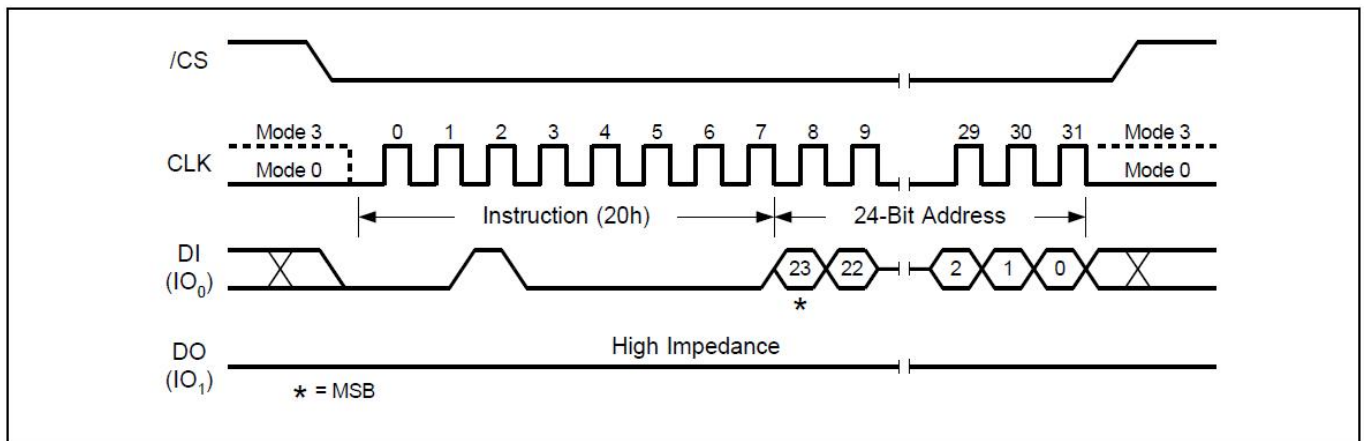 /CS
Mode 3 0 1 2 3 4 5 6 7 8 9 29 30 31 Mode 3
CLK Mode 0 Mode 0
Instruction (20h) 24-Bit Address
DI
(IO0) 23 22 2 1 0
*
DO High Impedance
(IO1)
* = MSB